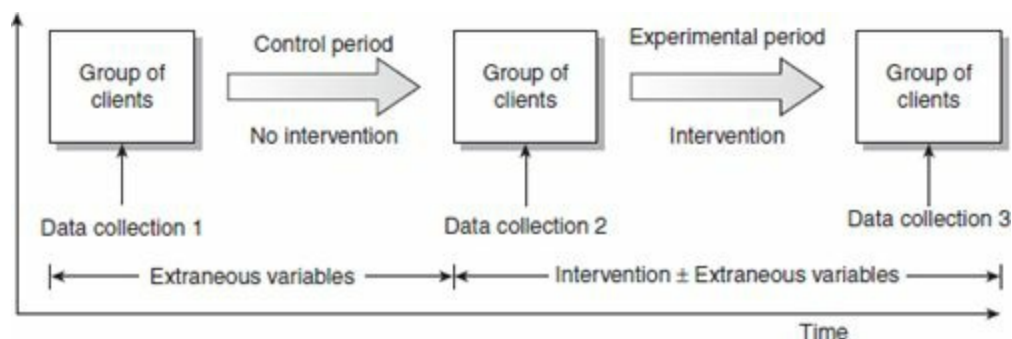 Control period
Experimental period
Group of
clients
Group of
clients
Group of
clients
No intervention
Intervention
Data collection 1
Data collection 2
Data collection 3
Extraneous variables
Intervention ± Extraneous variables
Time